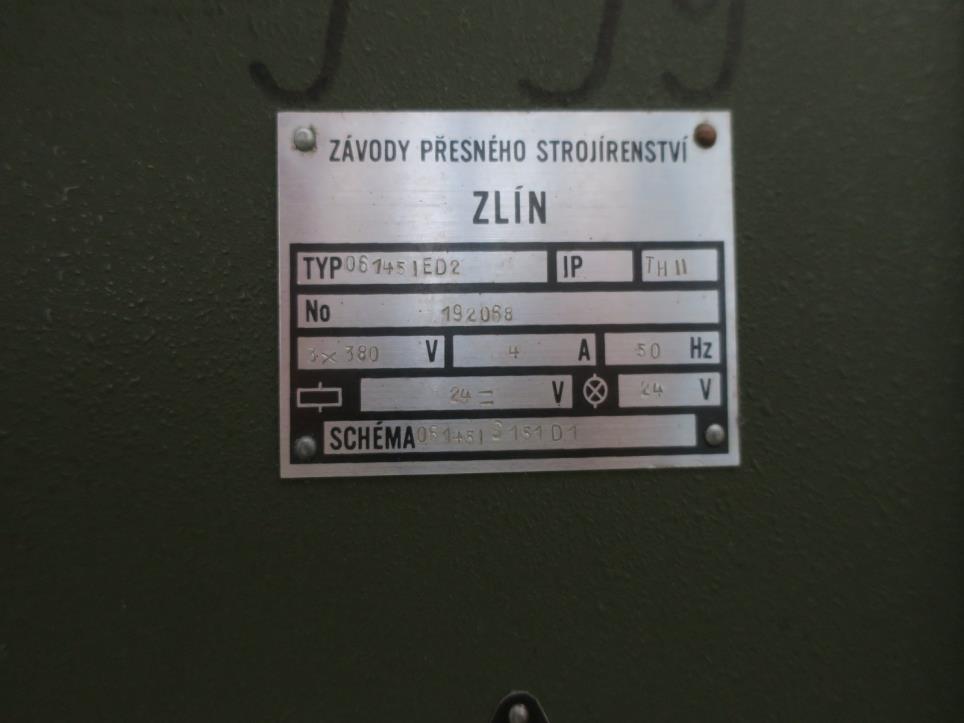 ZÁVODY PŘESNÉHO STROJÍRENSTVÍ
ZLÍN
TYP 061451ED2 IP TH II
No 192068
3×380 V 4 A 50 Hz
24 = V 24 V
SCHÉMA 061451 S 151 D1